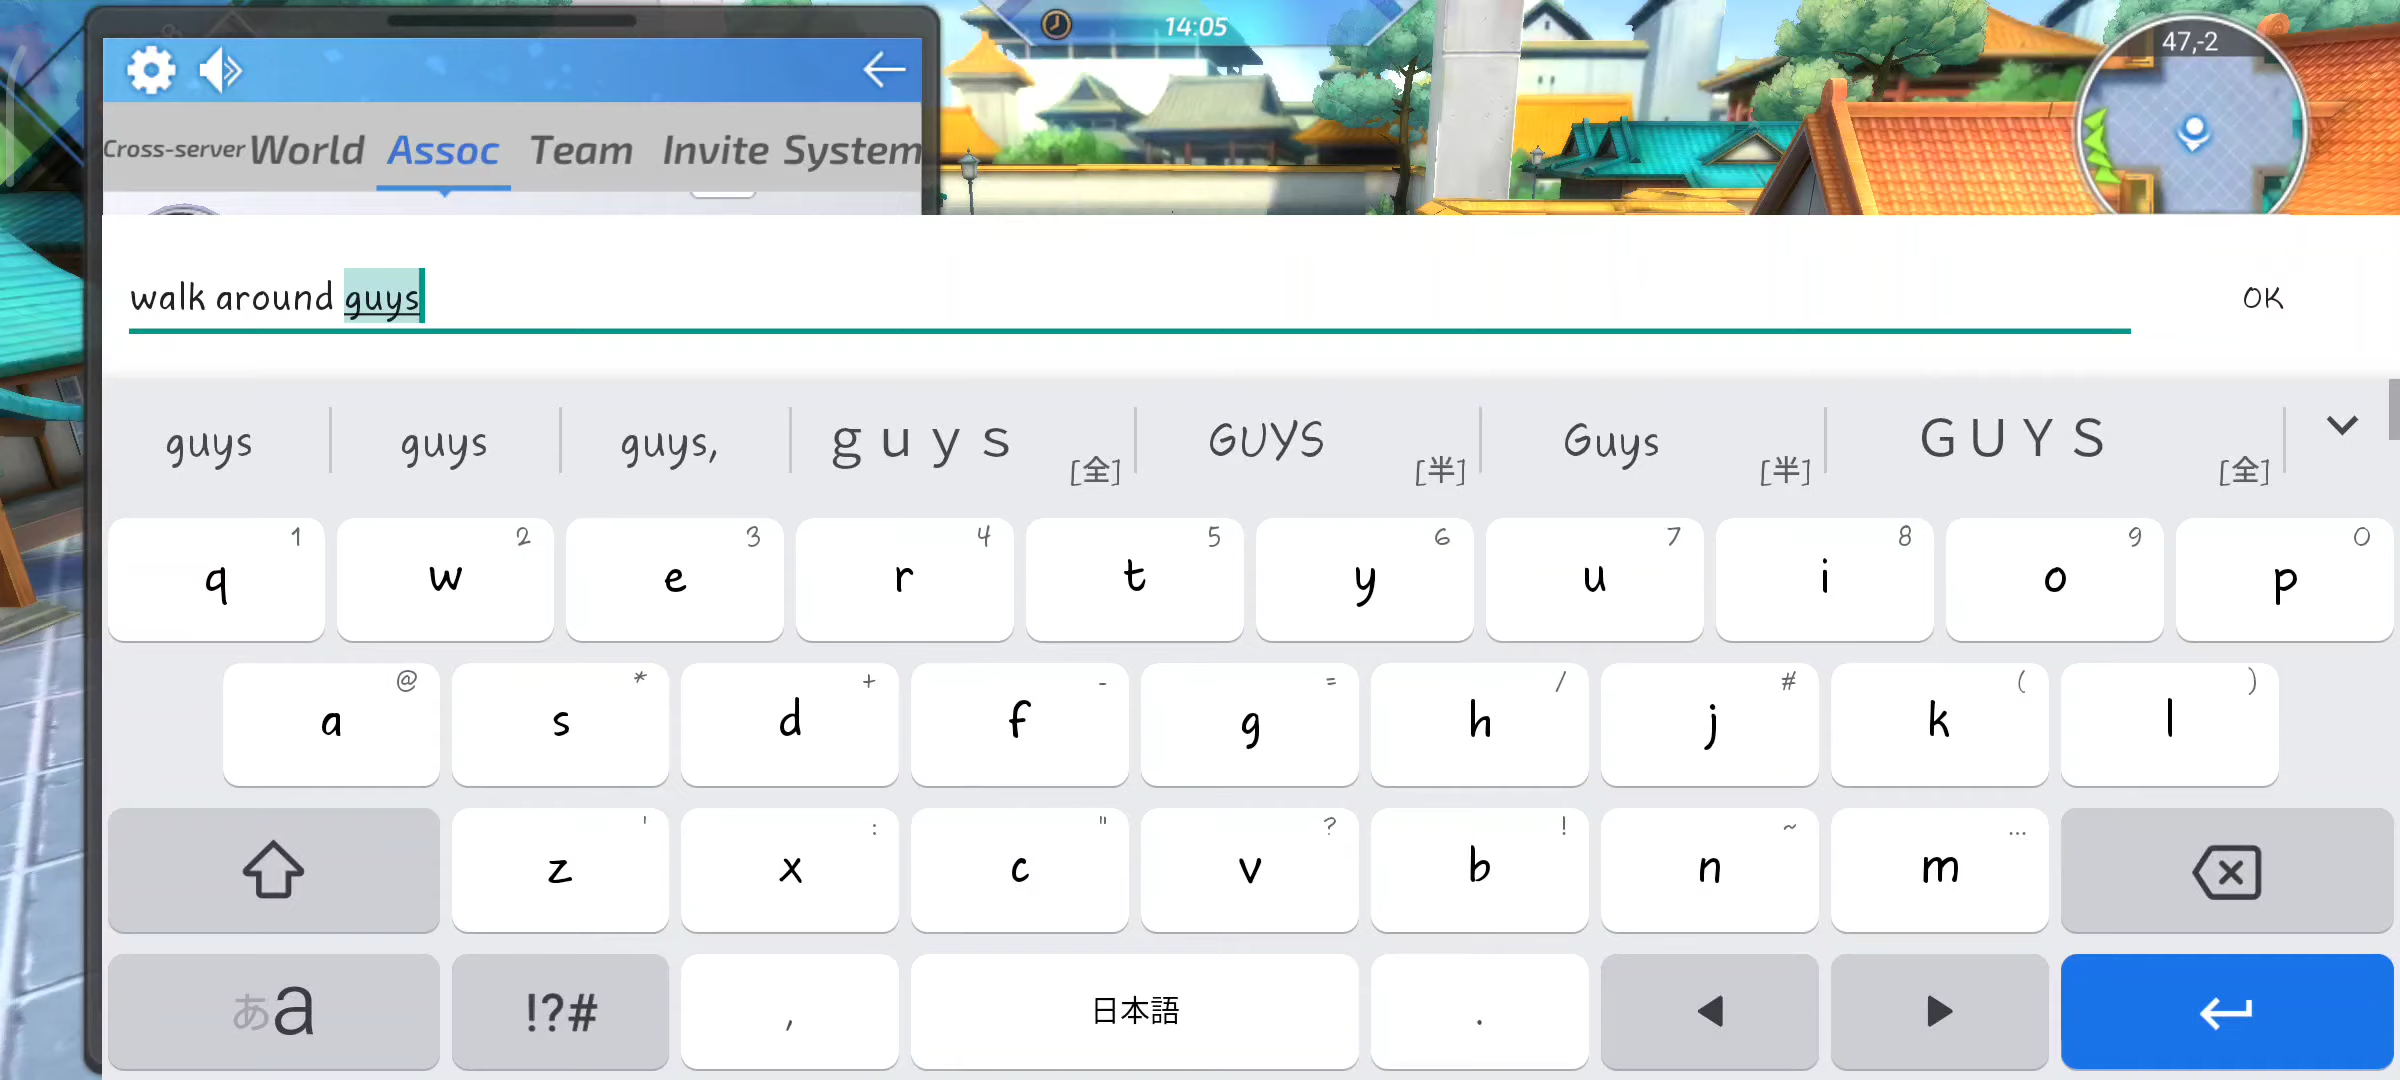 14:05
47,-2
Cross-server World Assoc Team Invite System
walk around guys
OK
guys guys guys, ｇｕｙｓ [全] GUYS [半] Guys [半] ＧＵＹＳ [全]
q 1 w 2 e 3 r 4 t 5 y 6 u 7 i 8 o 9 p 0
a @ s * d + f - g = h / j # k ( l )
z ' x : c " v ? b ! n ~ m ...
あa !?# , 日本語 .